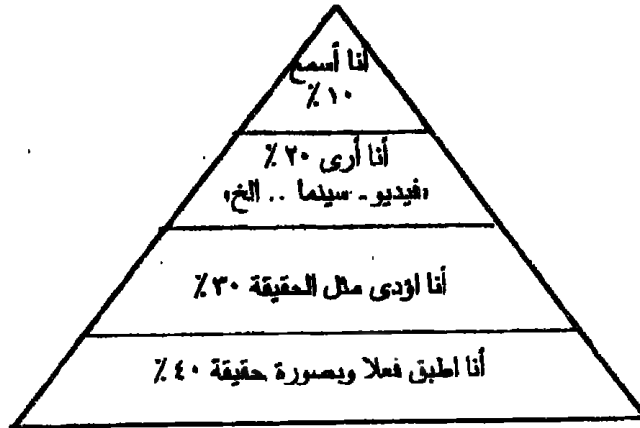 أنا أسمع
١٠ ٪
أنا أرى ٢٠ ٪
«فيديو - سينما .. الخ»
أنا اؤدى مثل الحقيقة ٣٠ ٪
أنا اطبق فعلا وبصورة حقيقة ٤٠ ٪